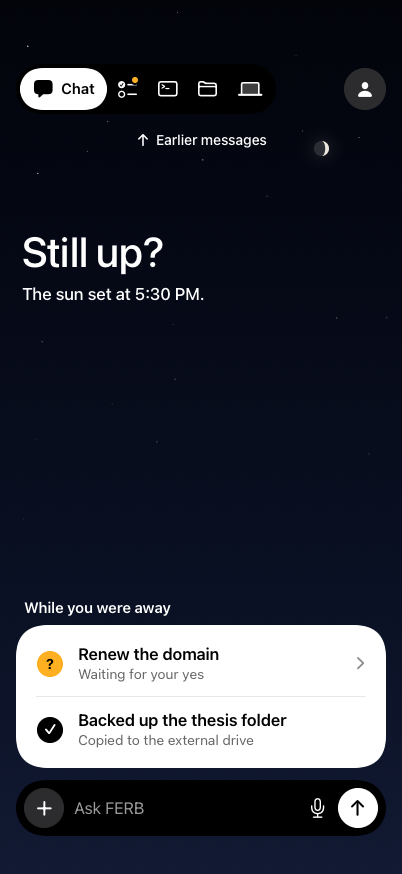 Chat
Earlier messages
Still up?
The sun set at 5:30 PM.
While you were away
?
Renew the domain
Waiting for your yes
Backed up the thesis folder
Copied to the external drive
Ask FERB